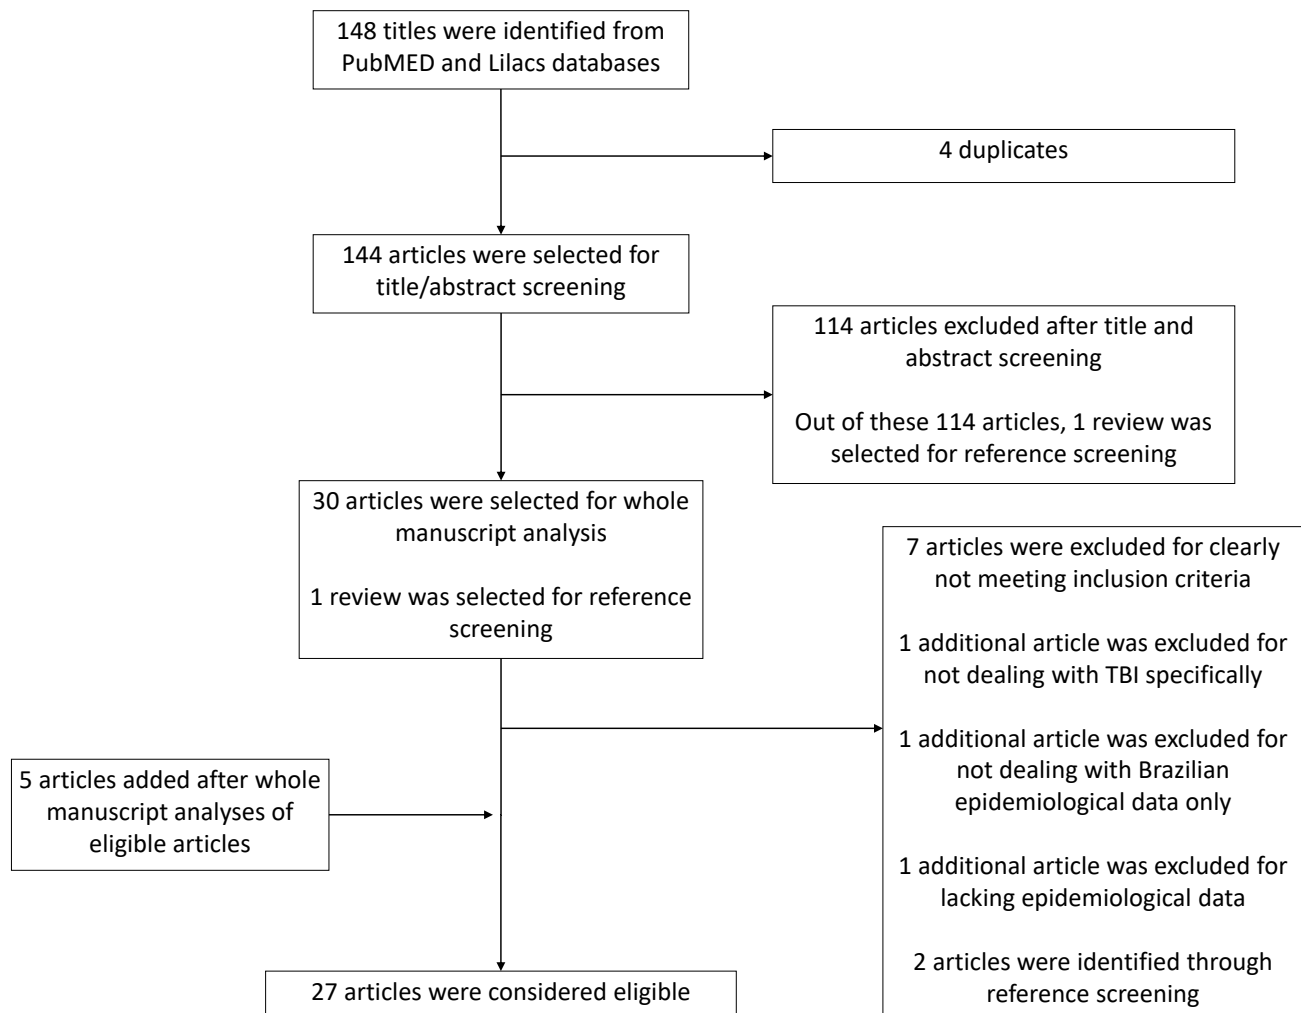 148 titles were identified from
PubMED and Lilacs databases
4 duplicates
144 articles were selected for
title/abstract screening
114 articles excluded after title and
abstract screening
Out of these 114 articles, 1 review was
selected for reference screening
30 articles were selected for whole
manuscript analysis
1 review was selected for reference
screening
7 articles were excluded for clearly
not meeting inclusion criteria
1 additional article was excluded for
not dealing with TBI specifically
1 additional article was excluded for
not dealing with Brazilian
epidemiological data only
1 additional article was excluded for
lacking epidemiological data
2 articles were identified through
reference screening
5 articles added after whole
manuscript analyses of
eligible articles
27 articles were considered eligible